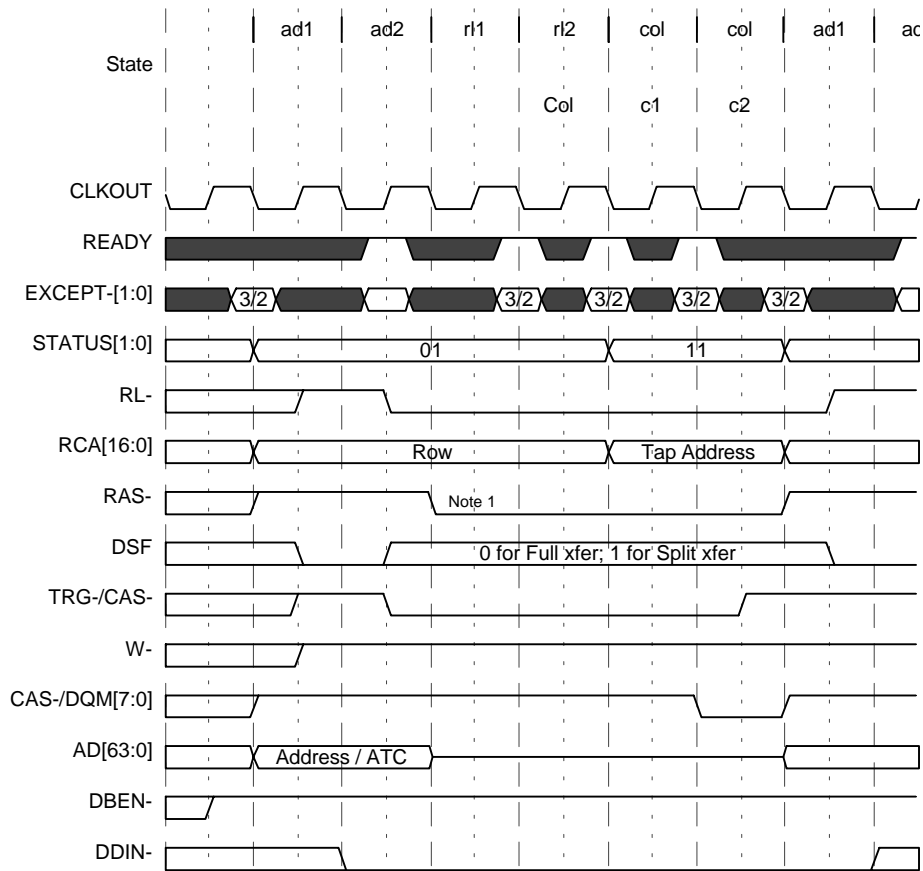 ad1 ad2 rl1 rl2 col col ad1 ad
State
Col c1 c2
CLKOUT
READY
EXCEPT-[1:0] 3/2 3/2 3/2 3/2 3/2
STATUS[1:0] 01 11
RL-
RCA[16:0] Row Tap Address
RAS- Note 1
DSF 0 for Full xfer; 1 for Split xfer
TRG-/CAS-
W-
CAS-/DQM[7:0]
AD[63:0] Address / ATC
DBEN-
DDIN-